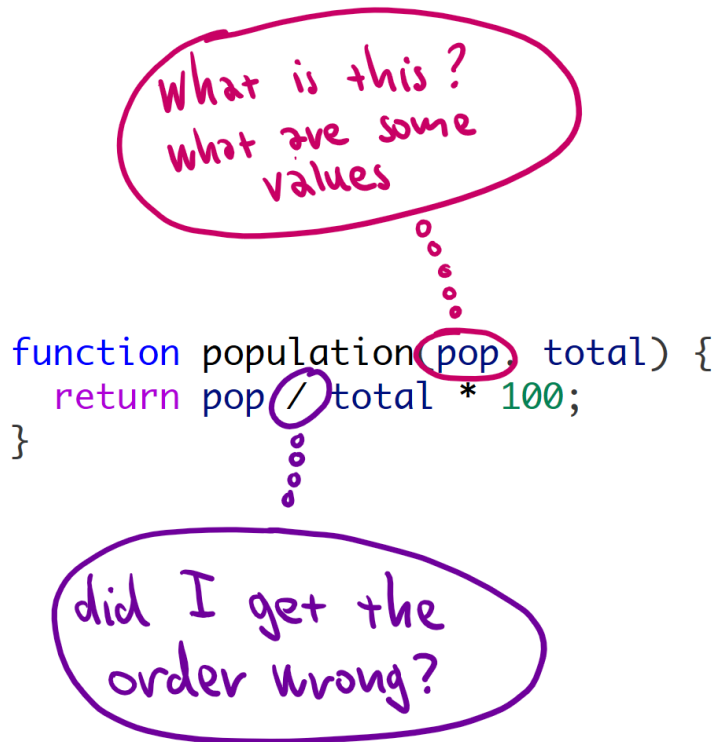 What is this?
what are some
values
function population(pop, total) {
  return pop / total * 100;
}
did I get the
order wrong?